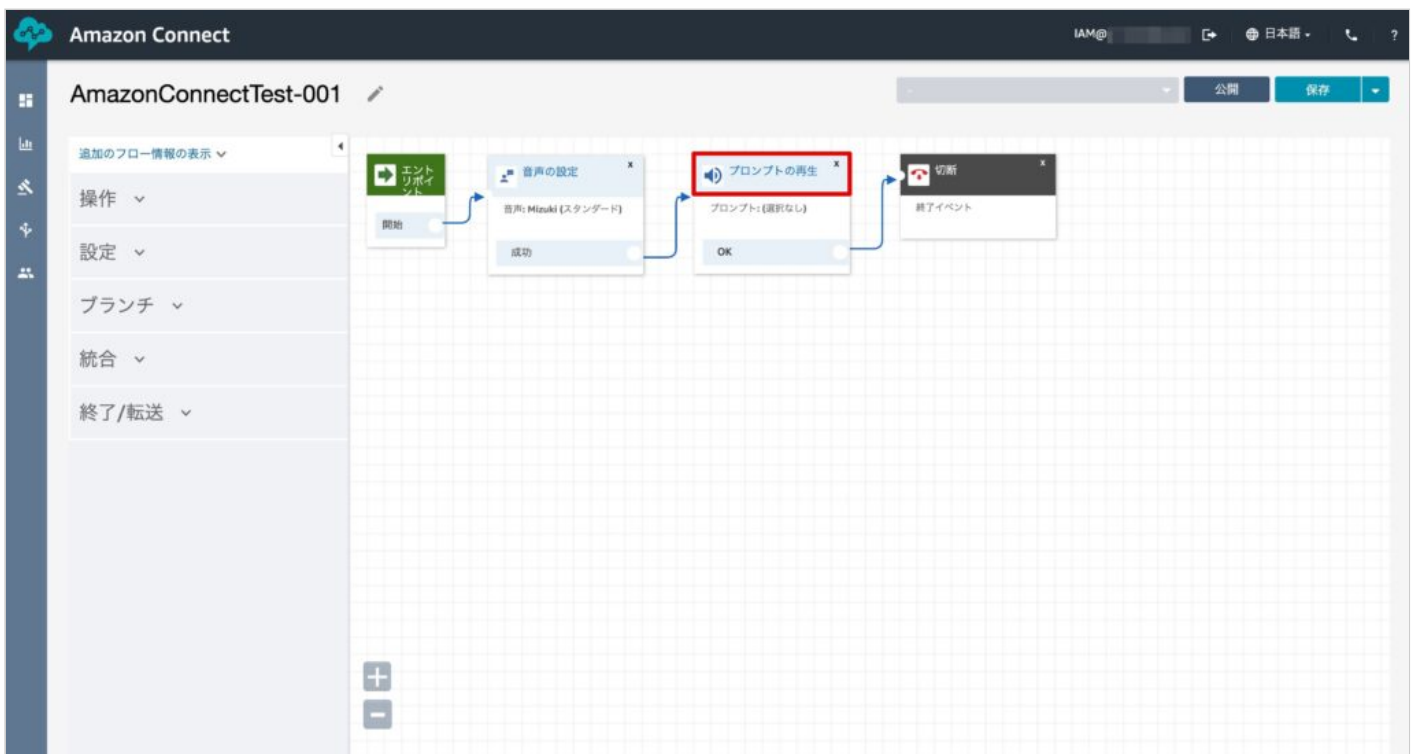 Amazon Connect
IAM@
日本語
?
AmazonConnectTest-001
公開
保存
追加のフロー情報の表示
操作
設定
ブランチ
統合
終了/転送
エント
リポイ
ント
開始
音声の設定
x
音声: Mizuki (スタンダード)
成功
プロンプトの再生
x
プロンプト: (選択なし)
OK
切断
x
終了イベント